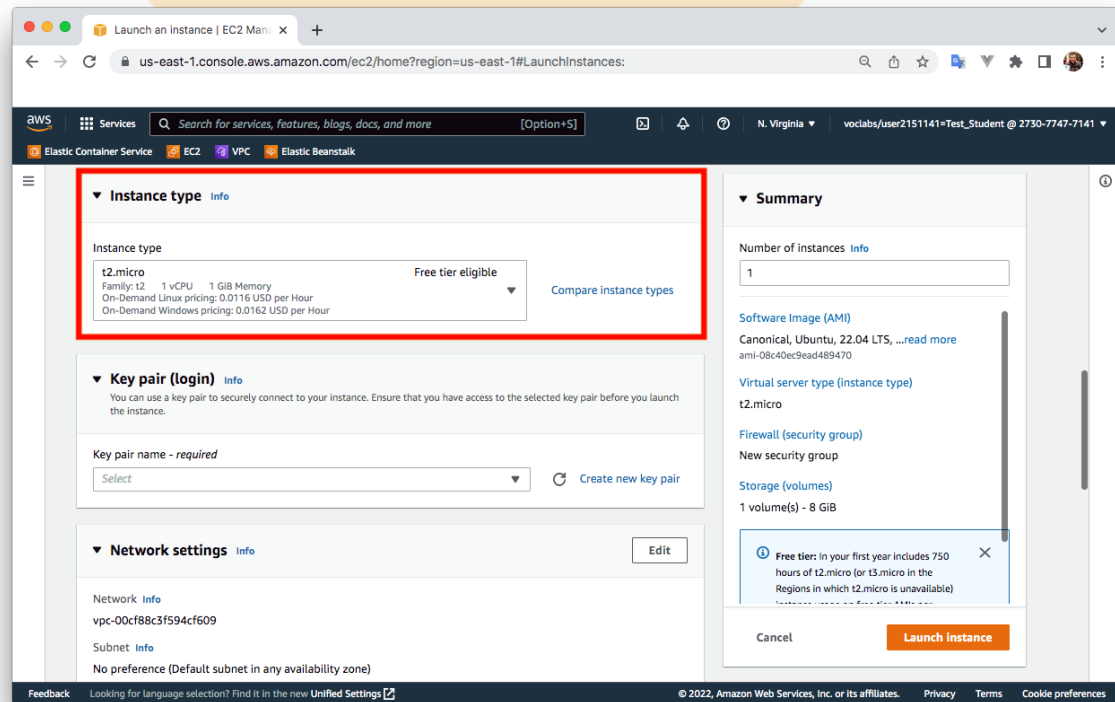 Launch an instance | EC2 Man
us-east-1.console.aws.amazon.com/ec2/home?region=us-east-1#LaunchInstances:
aws
Services
Search for services, features, blogs, docs, and more
[Option+S]
N. Virginia
voclabs/user2151141=Test_Student @ 2730-7747-7141
Elastic Container Service
EC2
VPC
Elastic Beanstalk
Instance type Info
Instance type
t2.micro
Free tier eligible
Family: t2 1 vCPU 1 GiB Memory
On-Demand Linux pricing: 0.0116 USD per Hour
On-Demand Windows pricing: 0.0162 USD per Hour
Compare instance types
Key pair (login) Info
You can use a key pair to securely connect to your instance. Ensure that you have access to the selected key pair before you launch
the instance.
Key pair name - required
Select
Create new key pair
Network settings Info
Edit
Network Info
vpc-00cf88c3f594cf609
Subnet Info
No preference (Default subnet in any availability zone)
Summary
Number of instances Info
1
Software Image (AMI)
Canonical, Ubuntu, 22.04 LTS, ...read more
ami-08c40ec9ead489470
Virtual server type (instance type)
t2.micro
Firewall (security group)
New security group
Storage (volumes)
1 volume(s) - 8 GiB
Free tier: In your first year includes 750
hours of t2.micro (or t3.micro in the
Regions in which t2.micro is unavailable)
instance usage on free tier AMIs per
Cancel
Launch instance
Feedback
Looking for language selection? Find it in the new Unified Settings
© 2022, Amazon Web Services, Inc. or its affiliates.
Privacy
Terms
Cookie preferences